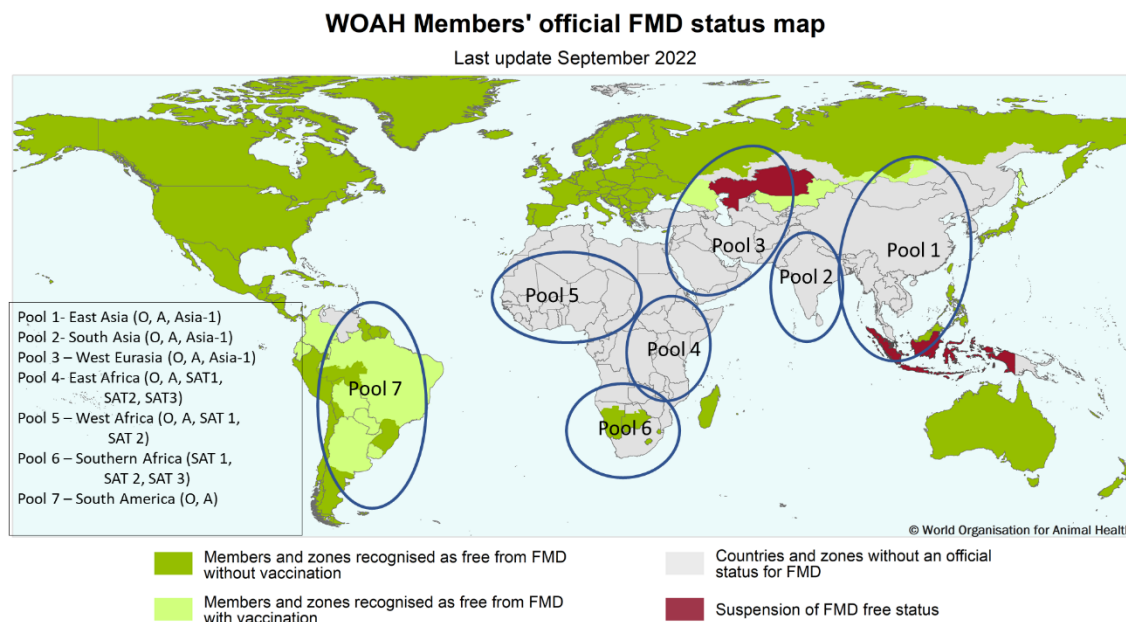 WOAH Members' official FMD status map
Last update September 2022
Pool 3
Pool 1
Pool 2
Pool 5
Pool 4
Pool 7
Pool 6
Pool 1- East Asia (O, A, Asia-1)
Pool 2- South Asia (O, A, Asia-1)
Pool 3 – West Eurasia (O, A, Asia-1)
Pool 4- East Africa (O, A, SAT1,
SAT2, SAT3)
Pool 5 – West Africa (O, A, SAT 1,
SAT 2)
Pool 6 – Southern Africa (SAT 1,
SAT 2, SAT 3)
Pool 7 – South America (O, A)
© World Organisation for Animal Health
Members and zones recognised as free from FMD
without vaccination
Members and zones recognised as free from FMD
with vaccination
Countries and zones without an official
status for FMD
Suspension of FMD free status